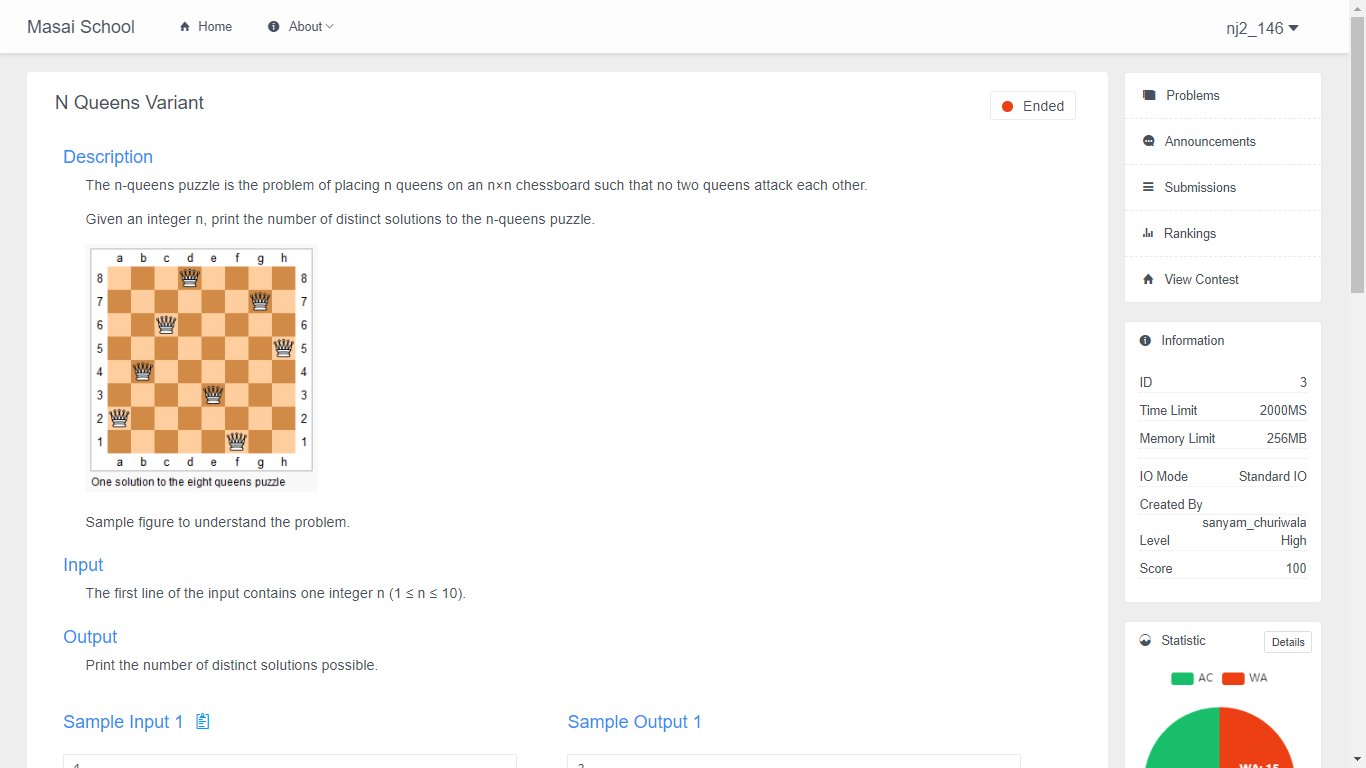 Masai School
Home
About
nj2_146
N Queens Variant
Ended
Description
The n-queens puzzle is the problem of placing n queens on an n×n chessboard such that no two queens attack each other.
Given an integer n, print the number of distinct solutions to the n-queens puzzle.
a b c d e f g h
8 8
7 7
6 6
5 5
4 4
3 3
2 2
1 1
a b c d e f g h
One solution to the eight queens puzzle
Sample figure to understand the problem.
Input
The first line of the input contains one integer n (1 ≤ n ≤ 10).
Output
Print the number of distinct solutions possible.
Sample Input 1
Sample Output 1
4
2
Problems
Announcements
Submissions
Rankings
View Contest
Information
ID 3
Time Limit 2000MS
Memory Limit 256MB
IO Mode Standard IO
Created By
sanyam_churiwala
Level High
Score 100
Statistic
Details
AC WA
WA: 15